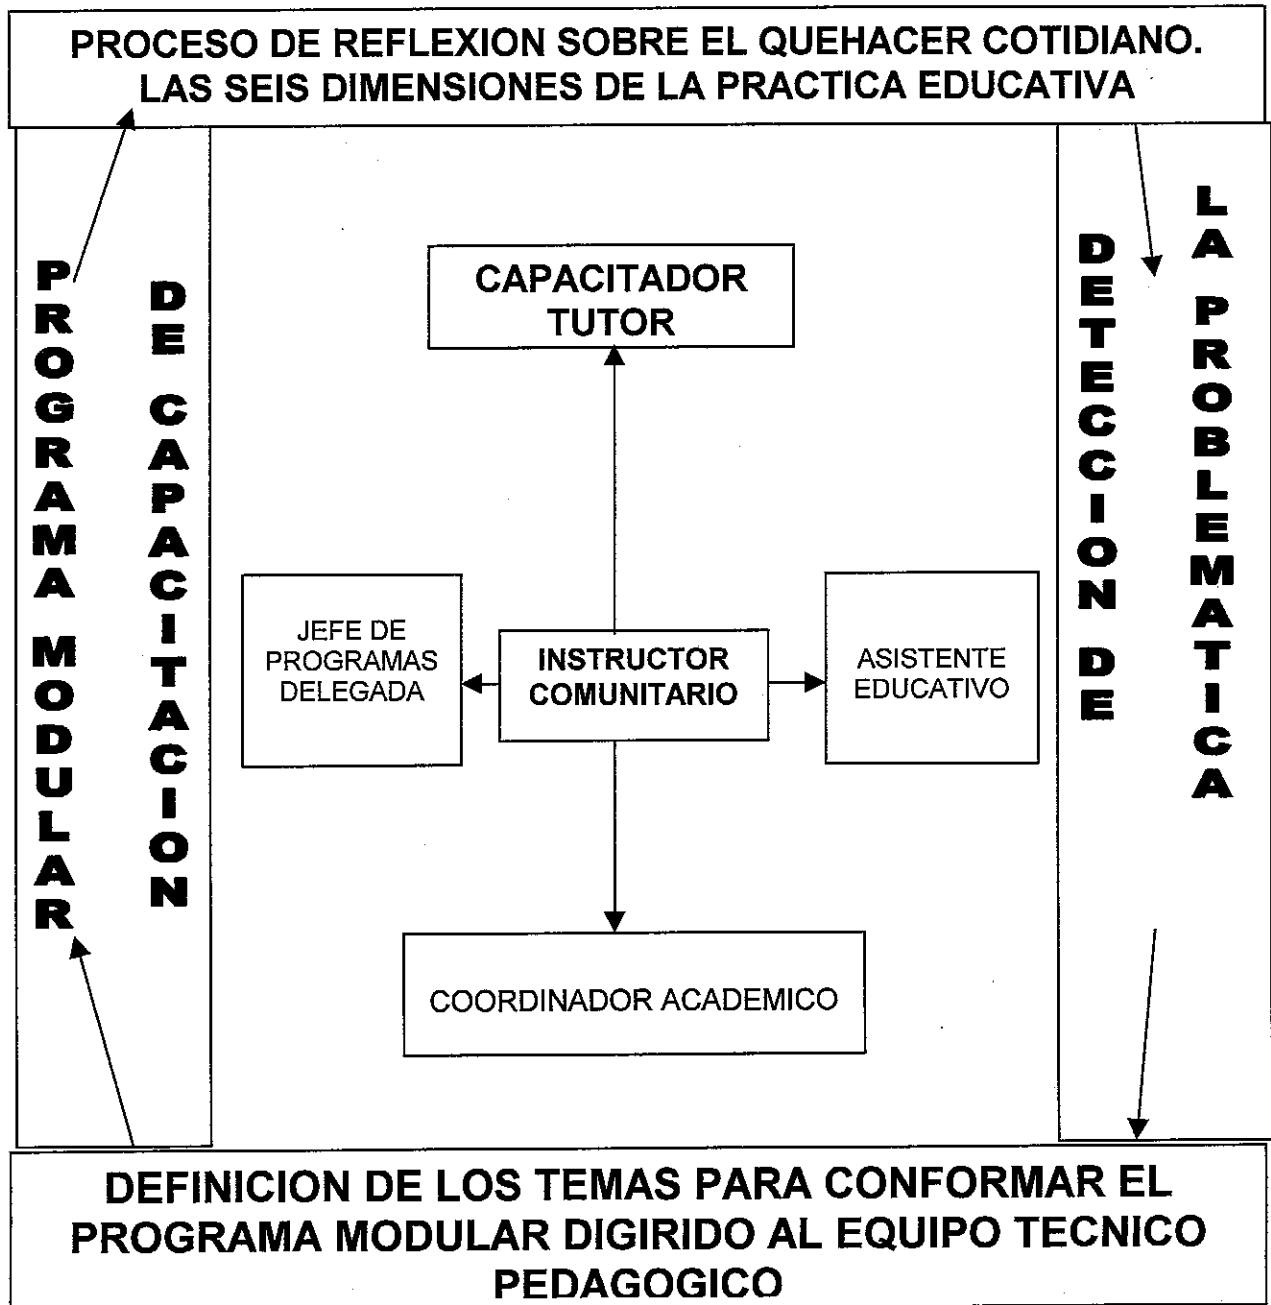 PROCESO DE REFLEXION SOBRE EL QUEHACER COTIDIANO.
LAS SEIS DIMENSIONES DE LA PRACTICA EDUCATIVA
PROGRAMA MODULAR
DE CAPACITACION
CAPACITADOR
TUTOR
JEFE DE
PROGRAMAS
DELEGADA
INSTRUCTOR
COMUNITARIO
ASISTENTE
EDUCATIVO
COORDINADOR ACADEMICO
DETECCION DE
LA PROBLEMATICA
DEFINICION DE LOS TEMAS PARA CONFORMAR EL
PROGRAMA MODULAR DIGIRIDO AL EQUIPO TECNICO
PEDAGOGICO